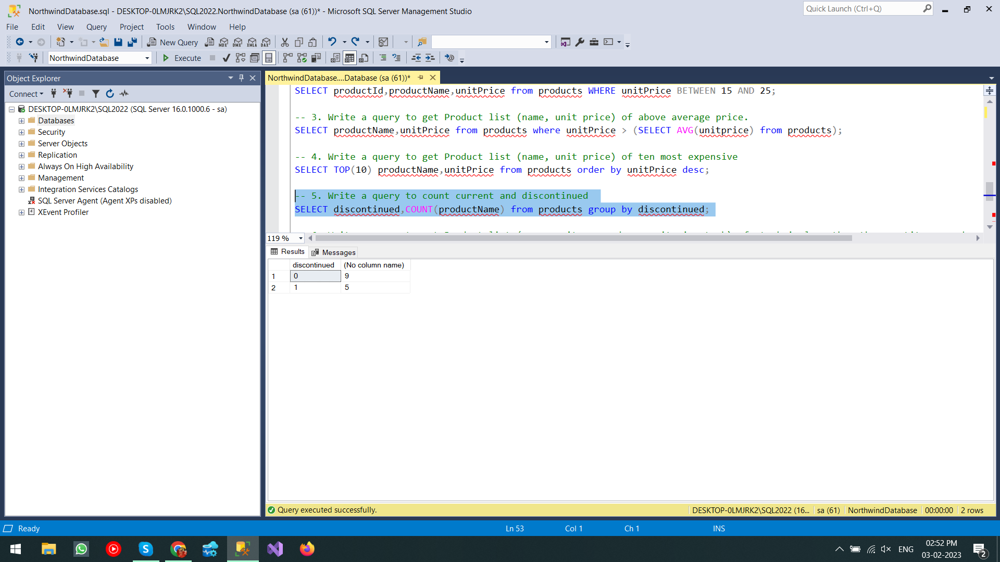 NorthwindDatabase.sql - DESKTOP-0LMJRK2\SQL2022.NorthwindDatabase (sa (61))* - Microsoft SQL Server Management Studio
Quick Launch (Ctrl+Q)
File Edit View Query Project Tools Window Help
New Query MDX DMX XMLA DAX
NorthwindDatabase Execute
Object Explorer
Connect
DESKTOP-0LMJRK2\SQL2022 (SQL Server 16.0.1000.6 - sa)
Databases
Security
Server Objects
Replication
Always On High Availability
Management
Integration Services Catalogs
SQL Server Agent (Agent XPs disabled)
XEvent Profiler
NorthwindDatabase....Database (sa (61))*
SELECT productId,productName,unitPrice from products WHERE unitPrice BETWEEN 15 AND 25;
-- 3. Write a query to get Product list (name, unit price) of above average price.
SELECT productName,unitPrice from products where unitPrice > (SELECT AVG(unitprice) from products);
-- 4. Write a query to get Product list (name, unit price) of ten most expensive
SELECT TOP(10) productName,unitPrice from products order by unitPrice desc;
-- 5. Write a query to count current and discontinued
SELECT discontinued,COUNT(productName) from products group by discontinued;
119 %
Results Messages
discontinued (No column name)
1 0 9
2 1 5
Query executed successfully.
DESKTOP-0LMJRK2\SQL2022 (16... sa (61) NorthwindDatabase 00:00:00 2 rows
Ready Ln 53 Col 1 Ch 1 INS
ENG
02:52 PM
03-02-2023
2